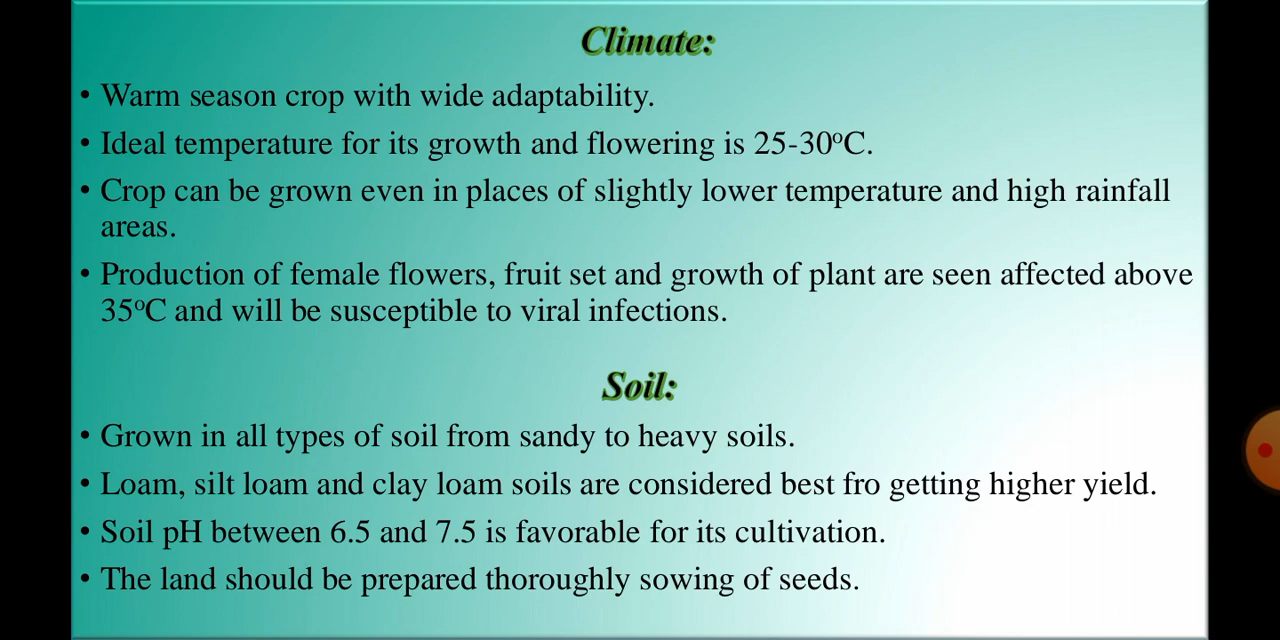 Climate:
• Warm season crop with wide adaptability.
• Ideal temperature for its growth and flowering is 25-30ºC.
• Crop can be grown even in places of slightly lower temperature and high rainfall
areas.
• Production of female flowers, fruit set and growth of plant are seen affected above
35ºC and will be susceptible to viral infections.
Soil:
• Grown in all types of soil from sandy to heavy soils.
• Loam, silt loam and clay loam soils are considered best fro getting higher yield.
• Soil pH between 6.5 and 7.5 is favorable for its cultivation.
• The land should be prepared thoroughly sowing of seeds.